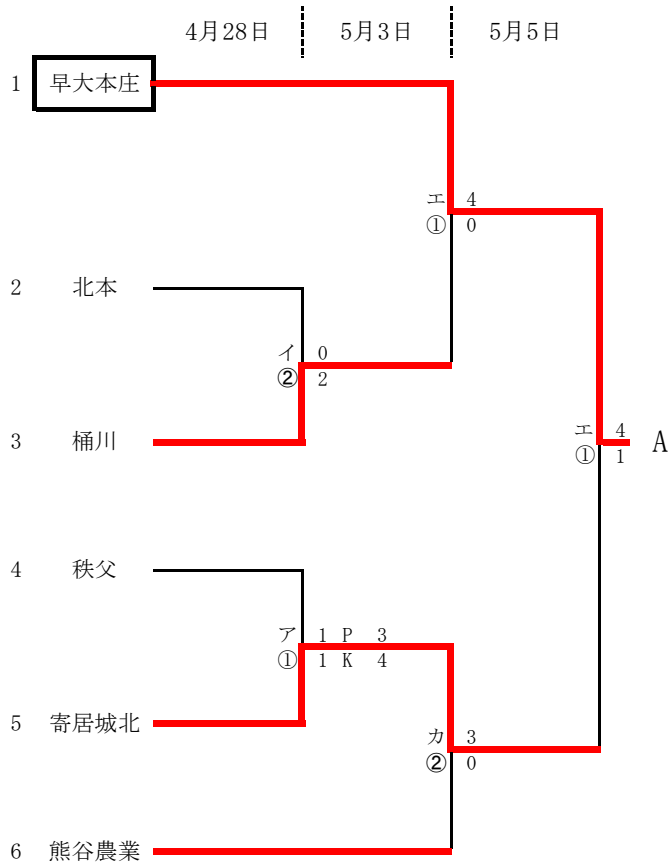 4月28日 5月3日 5月5日
1 早大本庄
エ 4
① 0
2 北本
イ 0
② 2
3 桶川
エ 4
① 1
A
4 秩父
ア 1 P 3
① 1 K 4
5 寄居城北
カ 3
② 0
6 熊谷農業